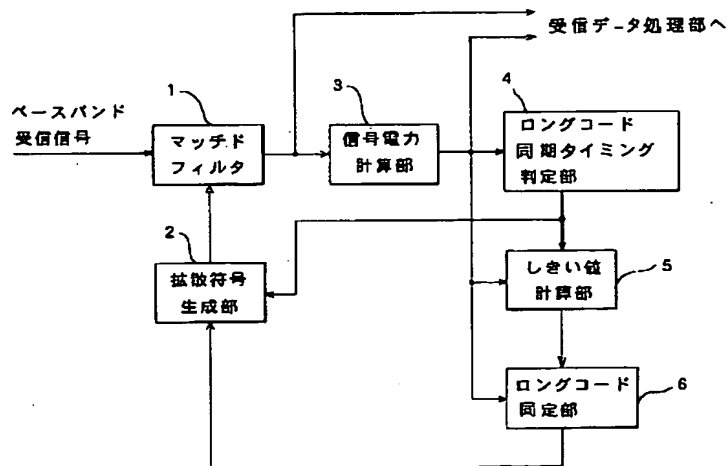 受信データ処理部へ
ベースバンド
受信信号
1
マッチド
フィルタ
3
信号電力
計算部
4
ロングコード
同期タイミング
判定部
2
拡散符号
生成部
しきい値
計算部
5
ロングコード
同定部
6